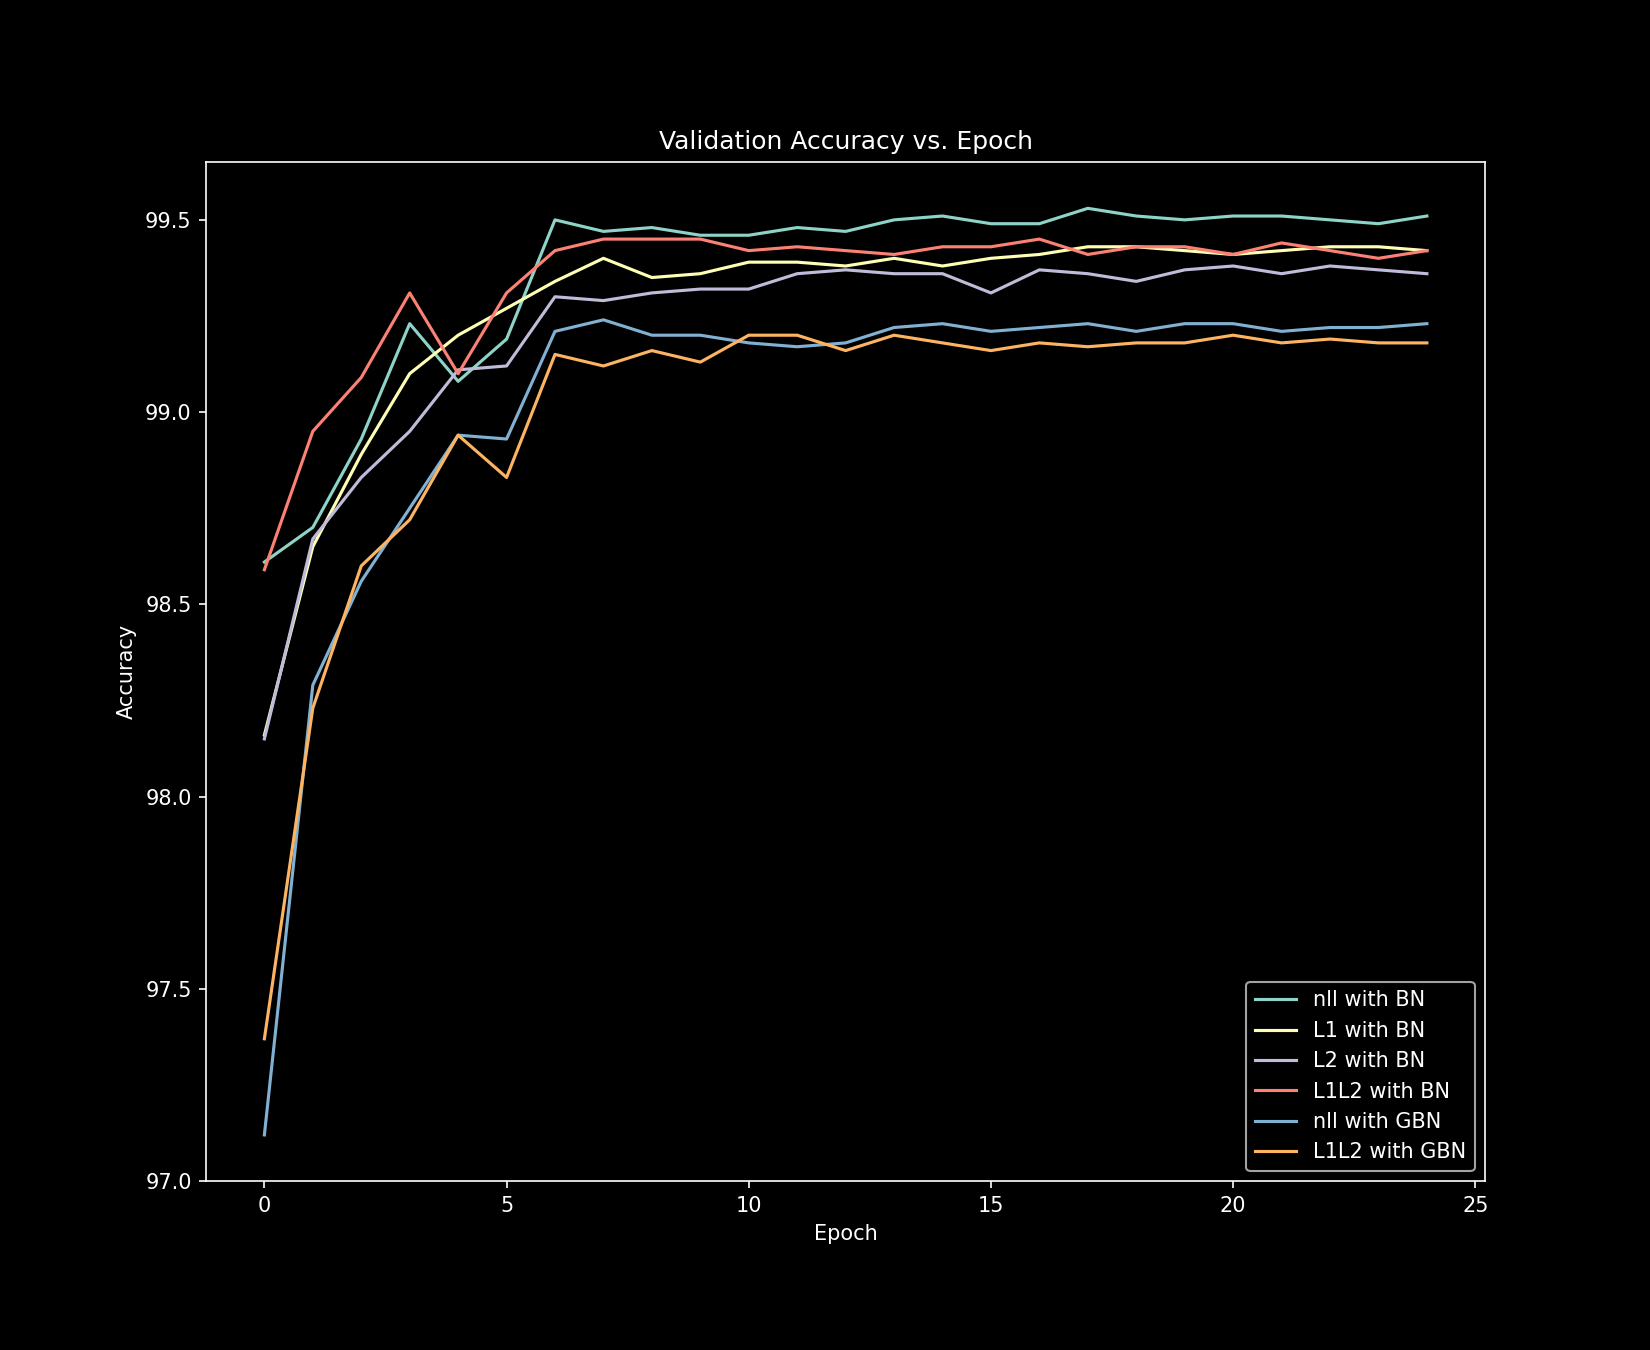 Validation Accuracy vs. Epoch
99.5
99.0
98.5
98.0
97.5
97.0
Accuracy
0 5 10 15 20 25
Epoch
nll with BN
L1 with BN
L2 with BN
L1L2 with BN
nll with GBN
L1L2 with GBN